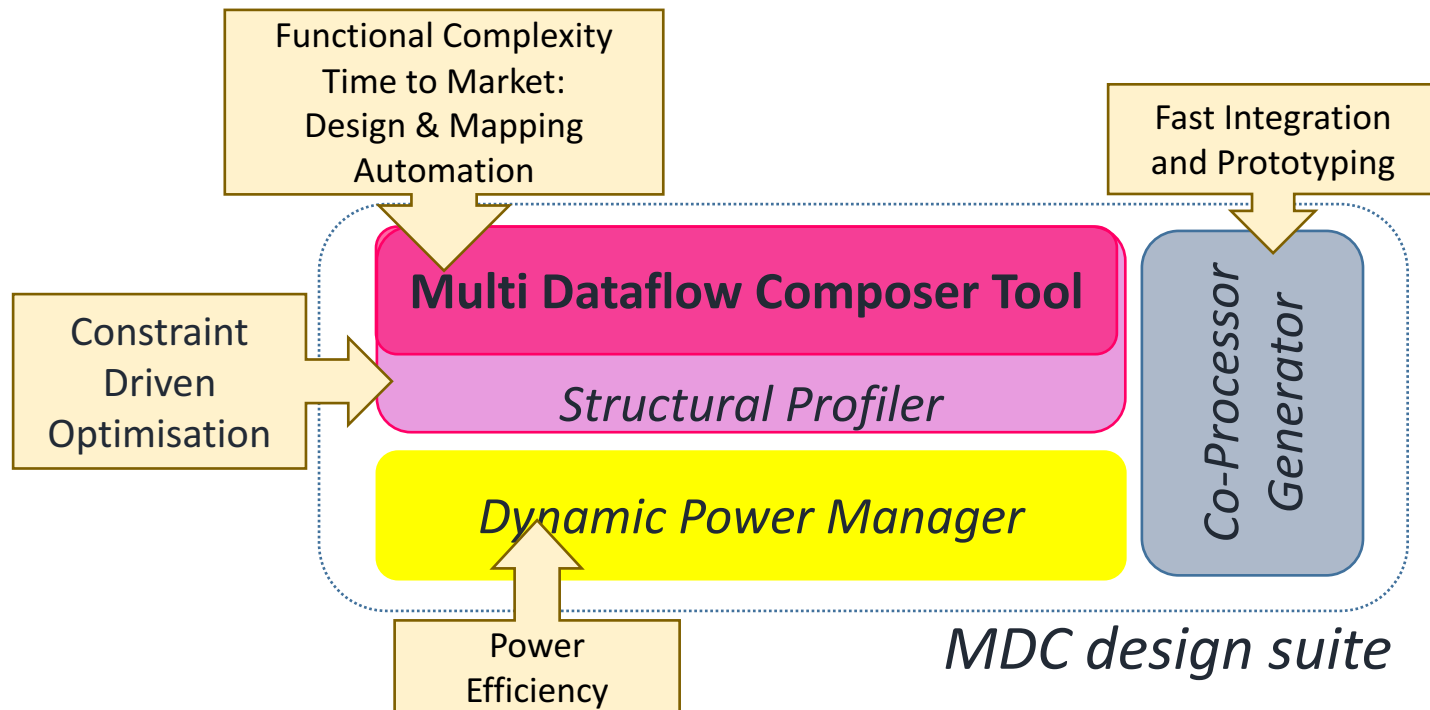 Functional Complexity
Time to Market:
Design & Mapping
Automation
Fast Integration
and Prototyping
Multi Dataflow Composer Tool
Structural Profiler
Constraint
Driven
Optimisation
Co-Processor
Generator
Dynamic Power Manager
Power
Efficiency
MDC design suite